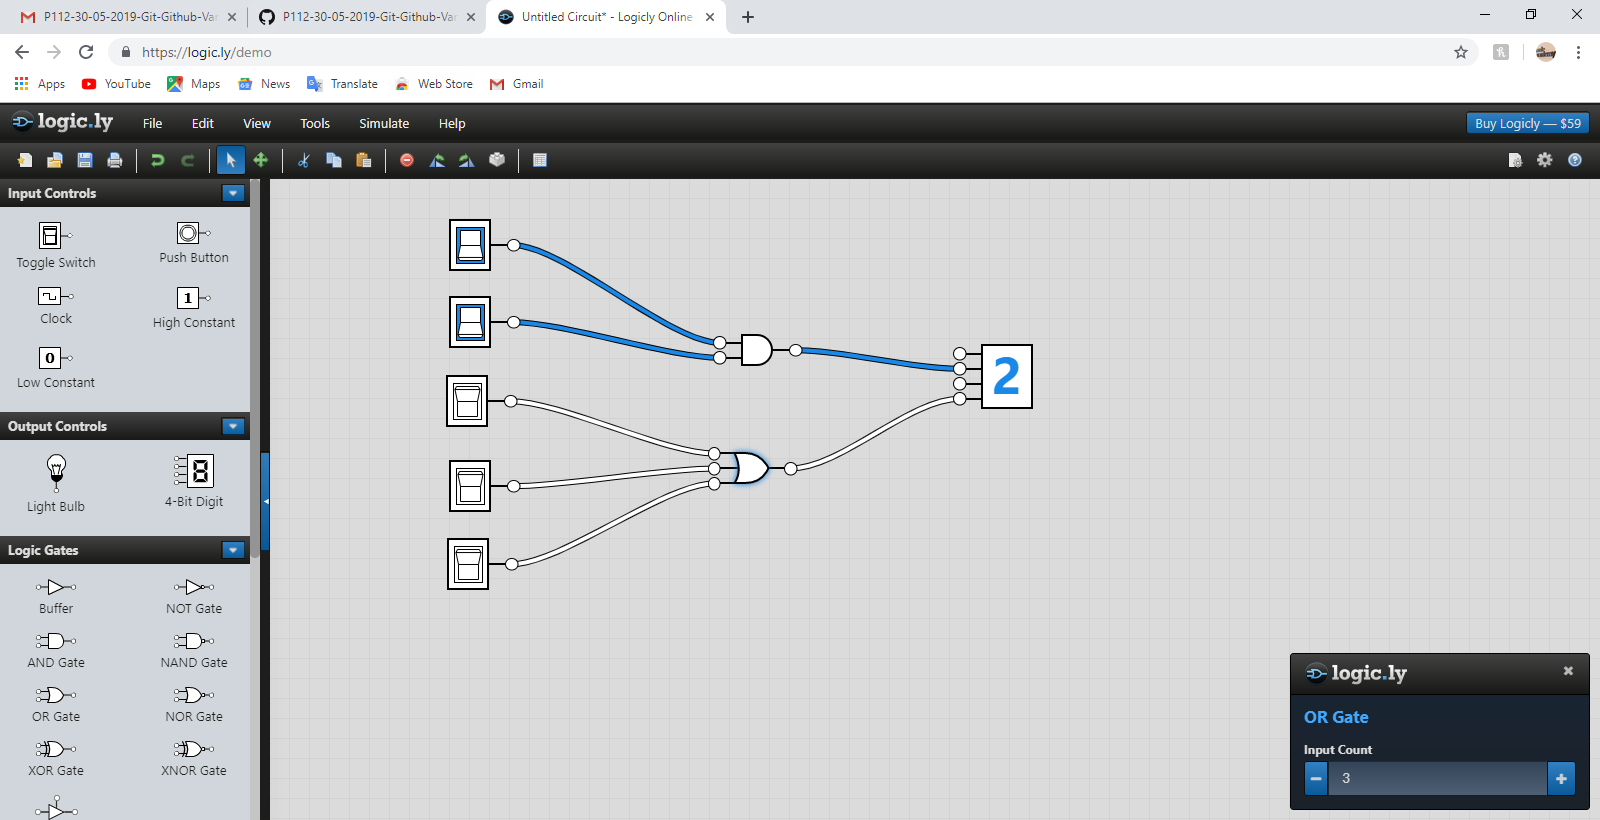 P112-30-05-2019-Git-Github-Var
P112-30-05-2019-Git-Github-Var
Untitled Circuit* - Logicly Online
https://logic.ly/demo
Apps
YouTube
Maps
News
Translate
Web Store
Gmail
logic.ly
File
Edit
View
Tools
Simulate
Help
Buy Logicly — $59
Input Controls
Toggle Switch
Push Button
Clock
1
High Constant
0
Low Constant
Output Controls
Light Bulb
8
4-Bit Digit
Logic Gates
Buffer
NOT Gate
AND Gate
NAND Gate
OR Gate
NOR Gate
XOR Gate
XNOR Gate
2
logic.ly
OR Gate
Input Count
3